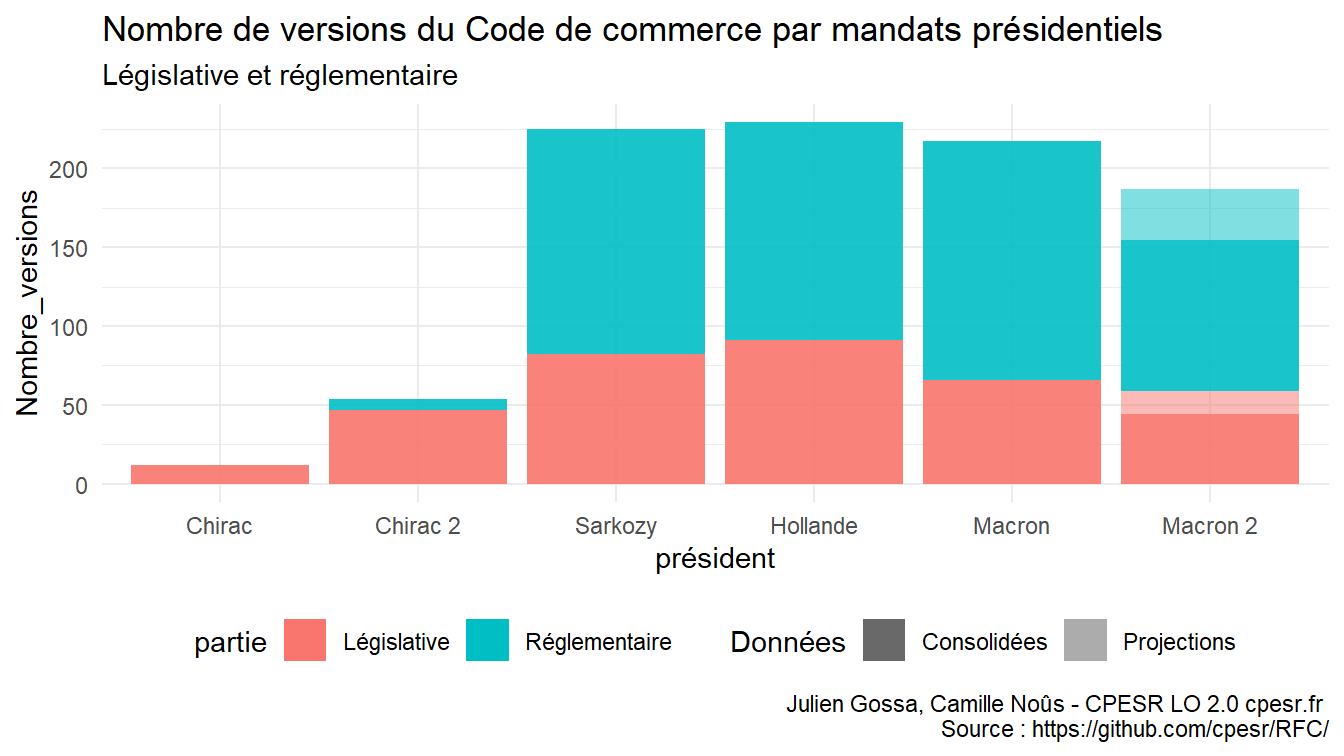 Nombre de versions du Code de commerce par mandats présidentiels
Législative et réglementaire
Nombre_versions
200
150
100
50
0
Chirac
Chirac 2
Sarkozy
Hollande
Macron
Macron 2
président
partie
Législative
Réglementaire
Données
Consolidées
Projections
Julien Gossa, Camille Noûs - CPESR LO 2.0 cpesr.fr
Source : https://github.com/cpesr/RFC/